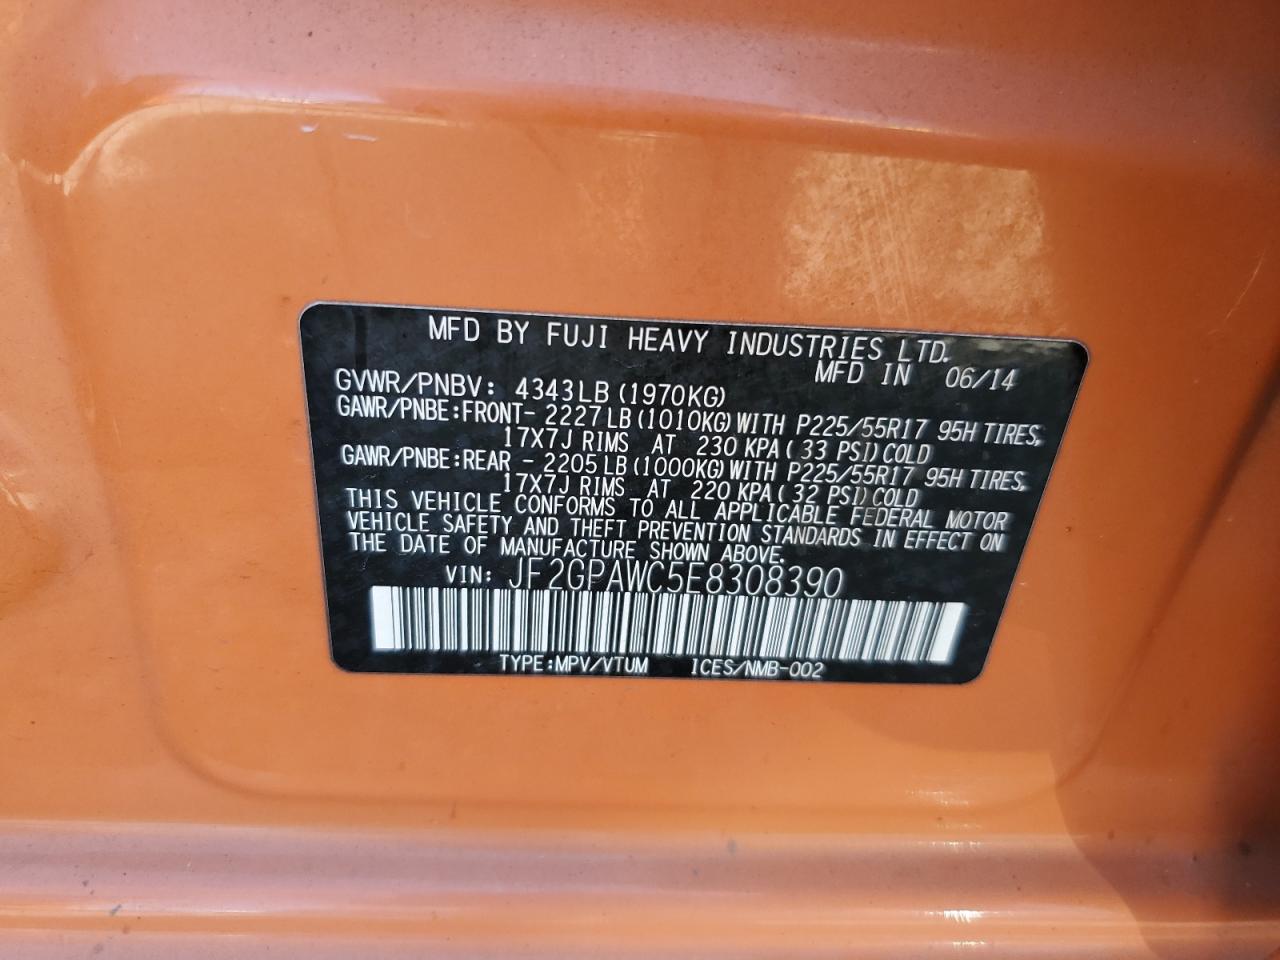 MFD BY FUJI HEAVY INDUSTRIES LTD.
MFD IN 06/14
GVWR/PNBV: 4343LB (1970KG)
GAWR/PNBE:FRONT- 2227LB (1010KG) WITH P225/55R17 95H TIRES,
17X7J RIMS AT 230 KPA ( 33 PSI) COLD
GAWR/PNBE:REAR - 2205LB (1000KG) WITH P225/55R17 95H TIRES,
17X7J RIMS AT 220 KPA ( 32 PSI) COLD
THIS VEHICLE CONFORMS TO ALL APPLICABLE FEDERAL MOTOR
VEHICLE SAFETY AND THEFT PREVENTION STANDARDS IN EFFECT ON
THE DATE OF MANUFACTURE SHOWN ABOVE.
VIN: JF2GPAWC5E8308390
TYPE:MPV/VTUM ICES/NMB-002